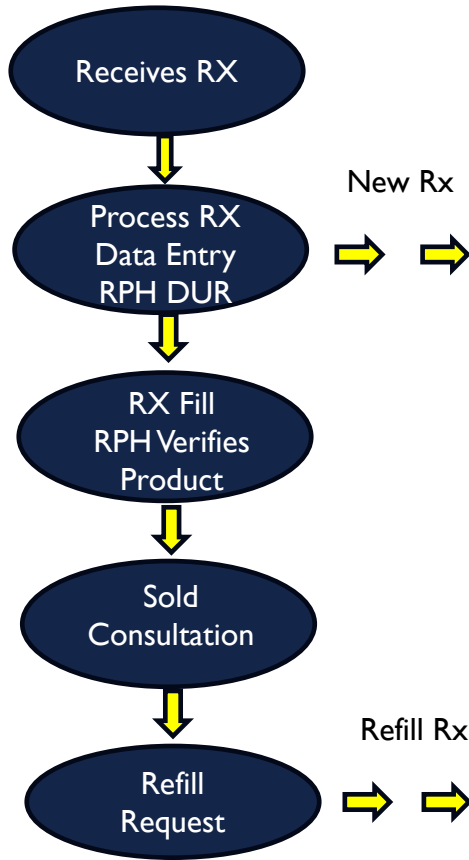 Receives RX
New Rx
Process RX
Data Entry
RPH DUR
RX Fill
RPH Verifies
Product
Sold
Consultation
Refill Rx
Refill
Request